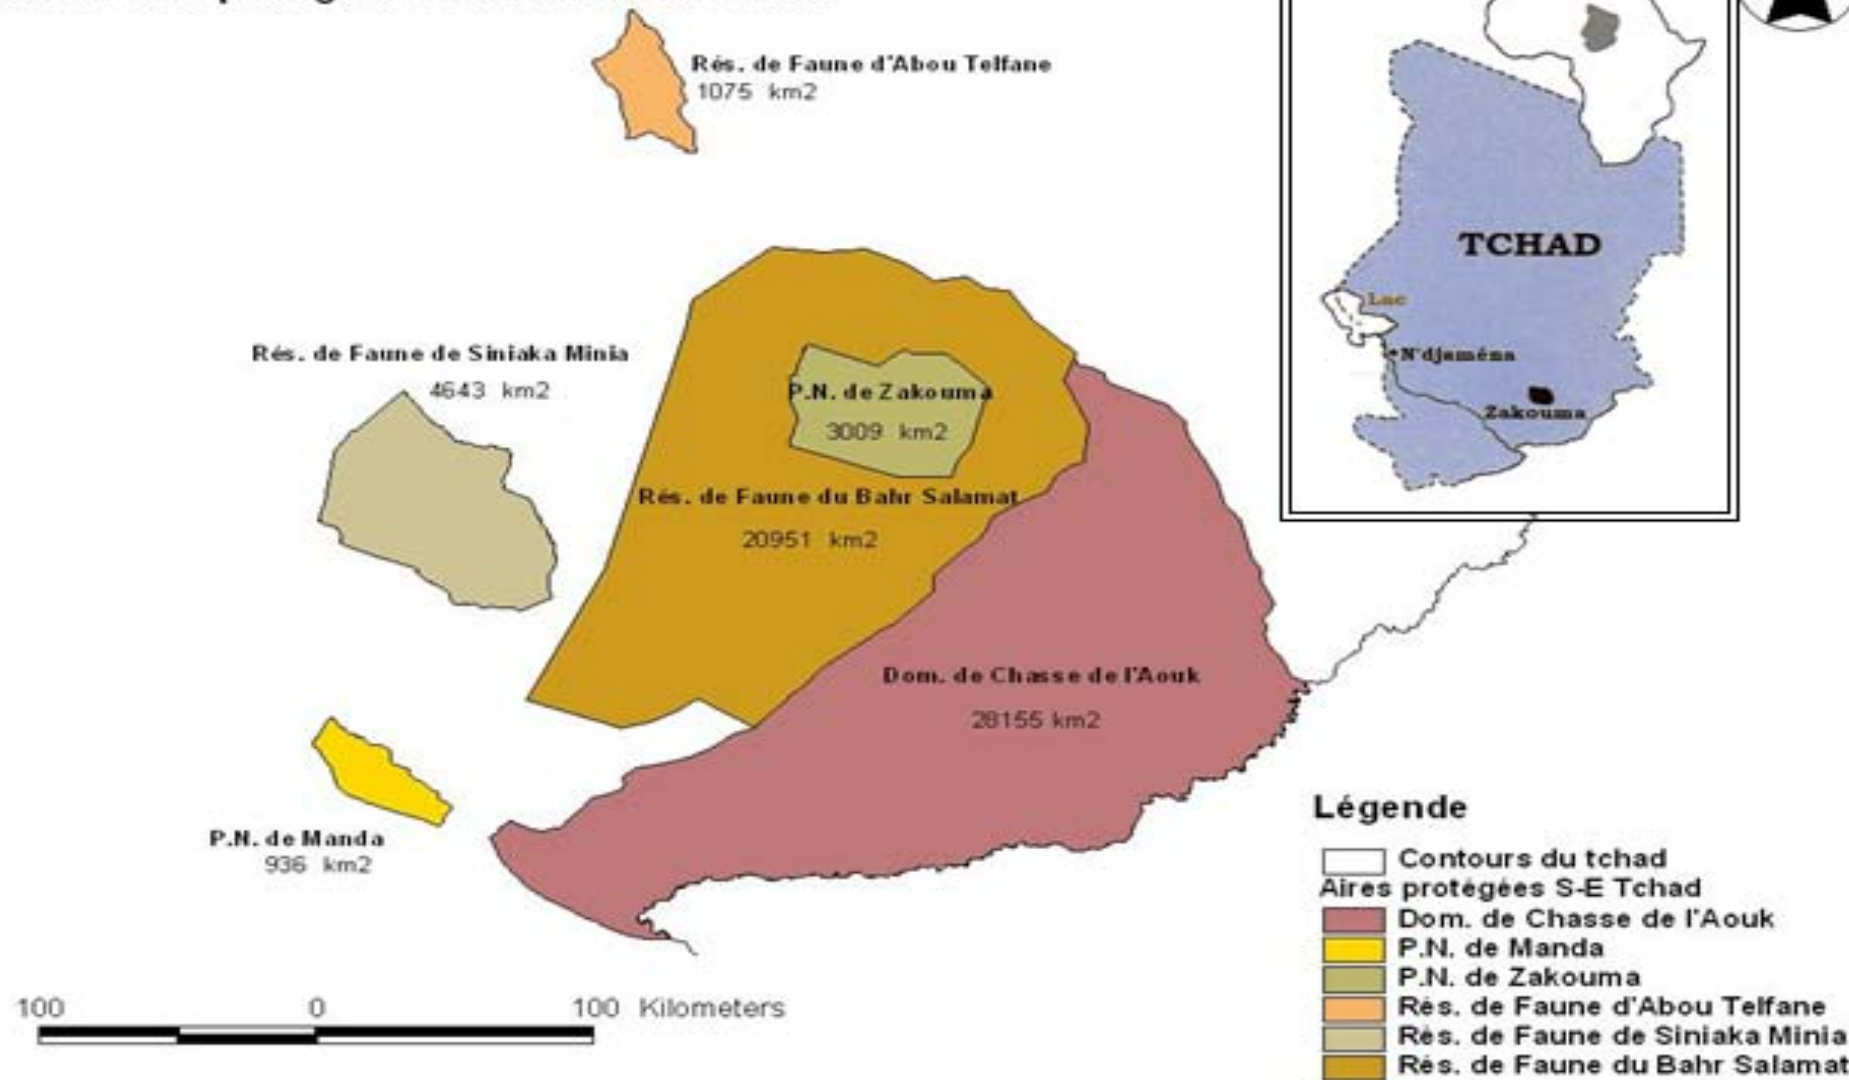 Rés. de Faune d'Abou Telfane
1075 km2
TCHAD
Lac
N'djaména
Zakouma
Rés. de Faune de Siniaka Minia
4643 km2
P.N. de Zakouma
3009 km2
Rés. de Faune du Bahr Salamat
20951 km2
Dom. de Chasse de l'Aouk
28155 km2
P.N. de Manda
936 km2
100 0 100 Kilometers
Légende
Contours du tchad
Aires protégées S-E Tchad
Dom. de Chasse de l'Aouk
P.N. de Manda
P.N. de Zakouma
Rés. de Faune d'Abou Telfane
Rés. de Faune de Siniaka Minia
Rés. de Faune du Bahr Salamat